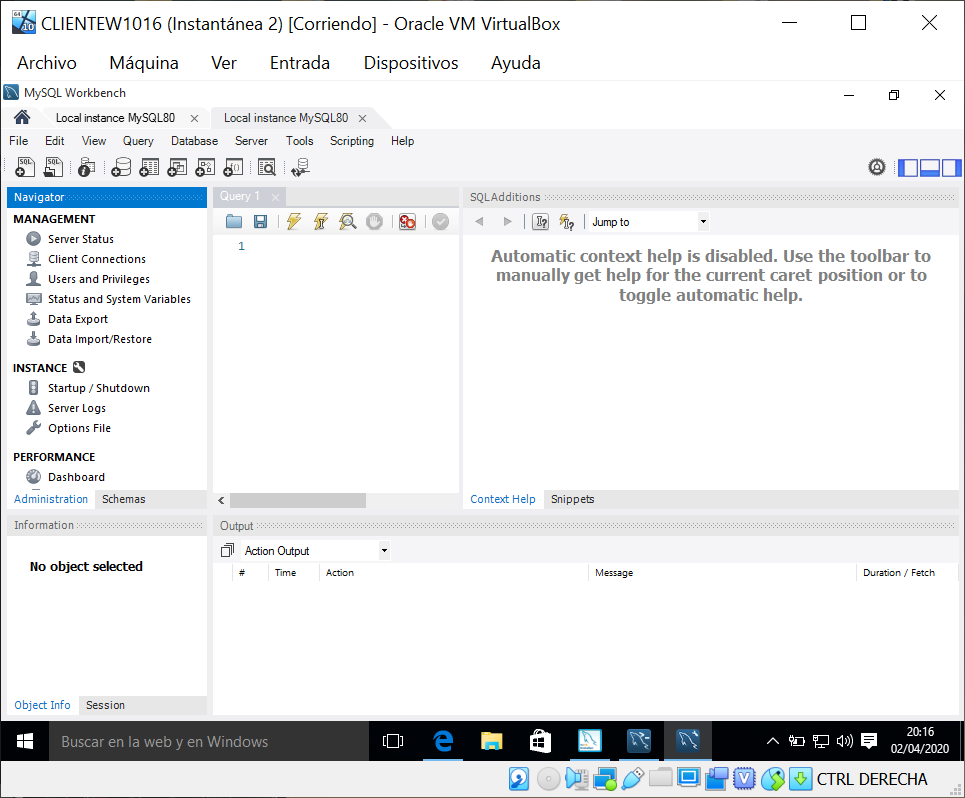 CLIENTEW1016 (Instantánea 2) [Corriendo] - Oracle VM VirtualBox
Archivo Máquina Ver Entrada Dispositivos Ayuda
MySQL Workbench
Local instance MySQL80 Local instance MySQL80
File Edit View Query Database Server Tools Scripting Help
Navigator
MANAGEMENT
Server Status
Client Connections
Users and Privileges
Status and System Variables
Data Export
Data Import/Restore
INSTANCE
Startup / Shutdown
Server Logs
Options File
PERFORMANCE
Dashboard
Administration Schemas
Query 1
1
SQLAdditions
Jump to
Automatic context help is disabled. Use the toolbar to
manually get help for the current caret position or to
toggle automatic help.
Context Help Snippets
Information
No object selected
Object Info Session
Output
Action Output
# Time Action Message Duration / Fetch
Buscar en la web y en Windows
20:16
02/04/2020
CTRL DERECHA